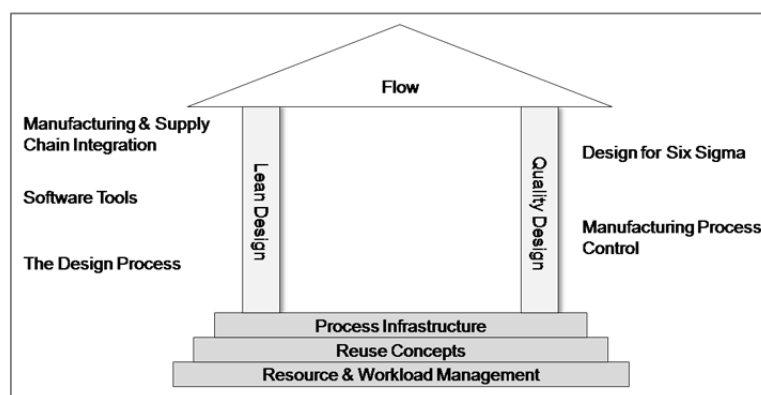 Flow
Manufacturing & Supply
Chain Integration
Software Tools
The Design Process
Lean Design
Quality Design
Design for Six Sigma
Manufacturing Process
Control
Process Infrastructure
Reuse Concepts
Resource & Workload Management